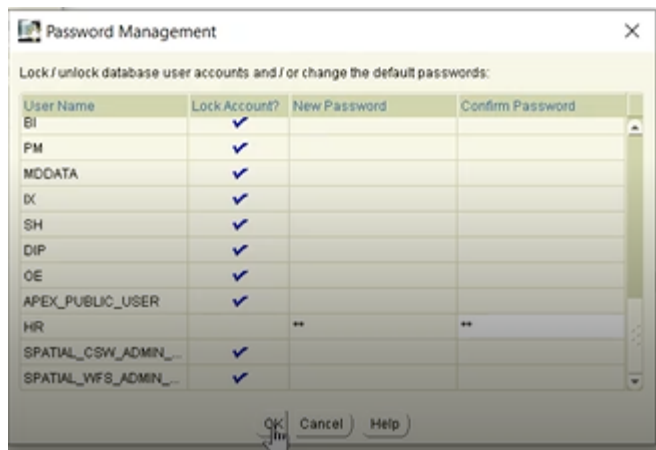 Password Management
Lock / unlock database user accounts and / or change the default passwords:
User Name Lock Account? New Password Confirm Password
BI
PM
MDDATA
IX
SH
DIP
OE
APEX_PUBLIC_USER
HR ** **
SPATIAL_CSW_ADMIN_...
SPATIAL_WFS_ADMIN_...
OK Cancel Help